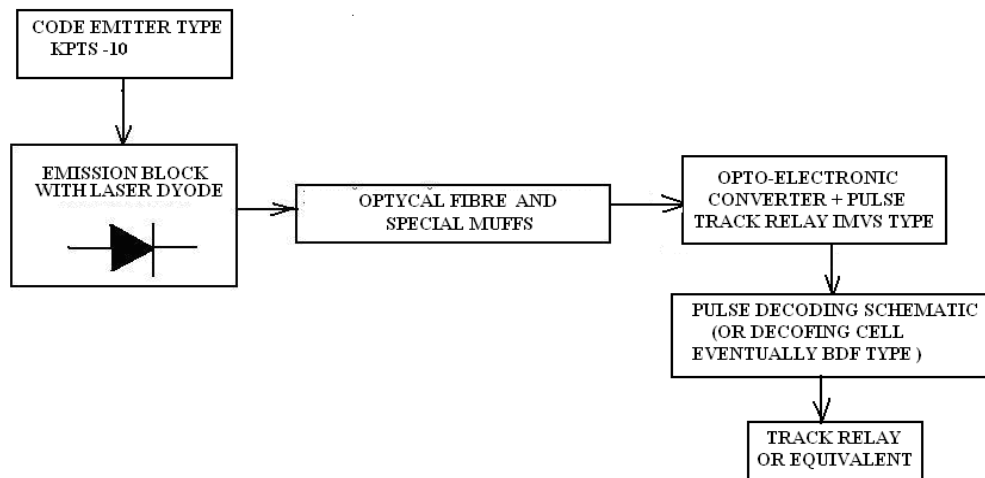 CODE EMTTER TYPE
KPTS -10
EMISSION BLOCK
WITH LASER DYODE
OPTYCAL FIBRE AND
SPECIAL MUFFS
OPTO-ELECTRONIC
CONVERTER + PULSE
TRACK RELAY IMVS TYPE
PULSE DECODING SCHEMATIC
(OR DECOFING CELL
EVENTUALLY BDF TYPE )
TRACK RELAY
OR EQUIVALENT